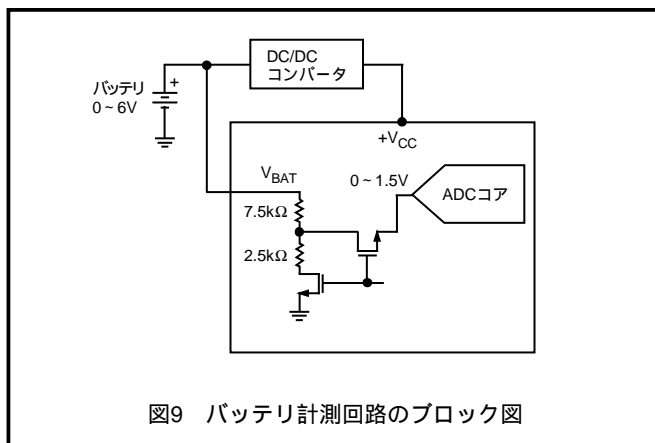 DC/DC
コンバータ
バッテリ
0～6V
+
+VCC
VBAT
0～1.5V
ADCコア
7.5kΩ
2.5kΩ
図9　バッテリ計測回路のブロック図